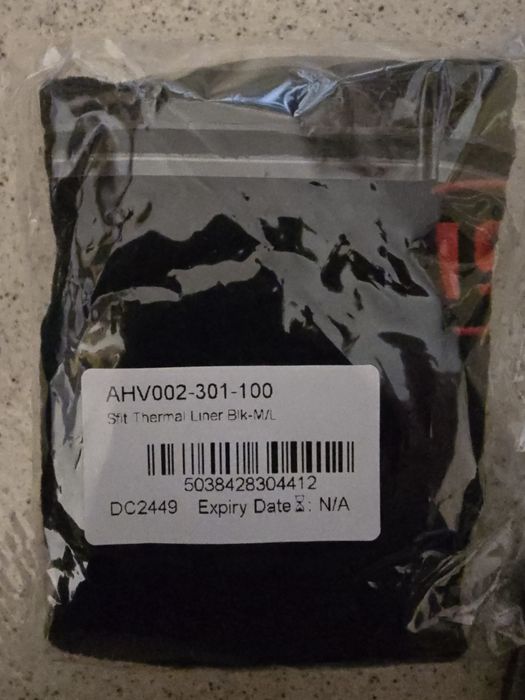 AHV002-301-100
Sfit Thermal Liner Blk-M/L
5038428304412
DC2449 Expiry Date⌛: N/A